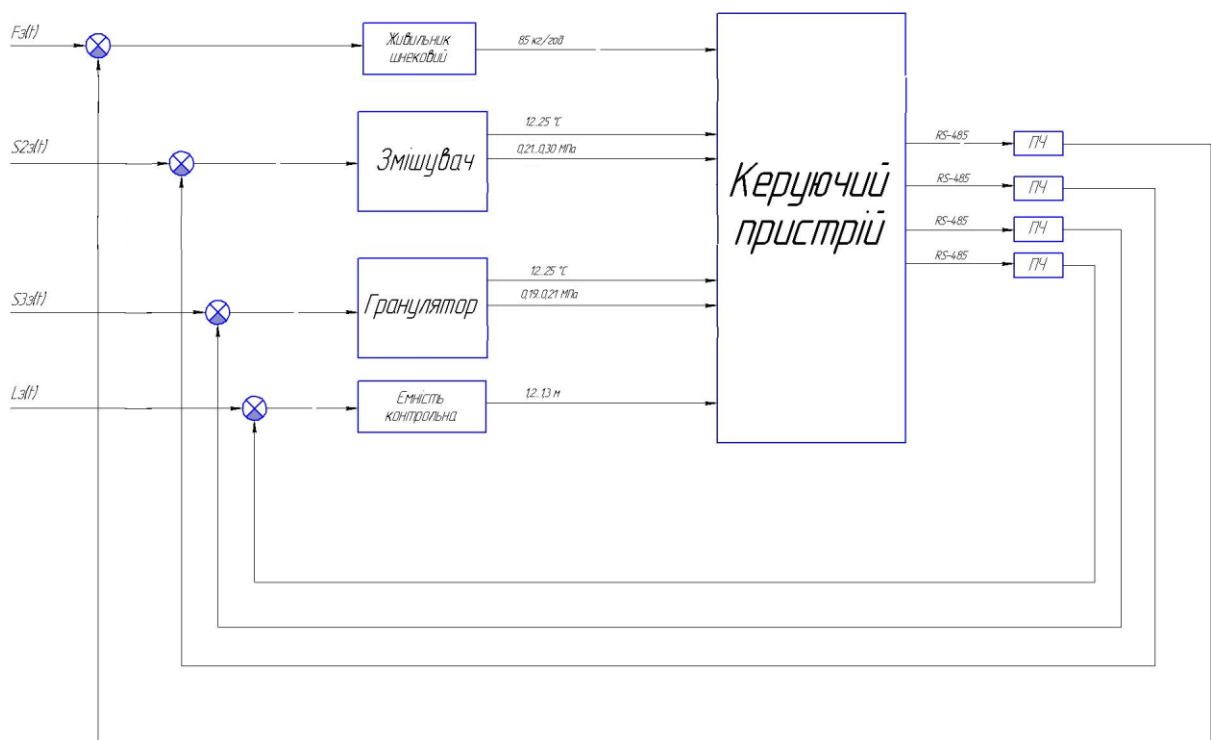 Fз(t)
Живильник
шнековий
85 кг/год
S2з(t)
Змішувач
12..25 °С
0,21...0,30 МПа
Керуючий
пристрій
RS-485
ПЧ
RS-485
ПЧ
RS-485
ПЧ
RS-485
ПЧ
S3з(t)
Гранулятор
12..25 °С
0,19..0,21 МПа
Lз(t)
Ємність
контрольна
1,2..1,3 м